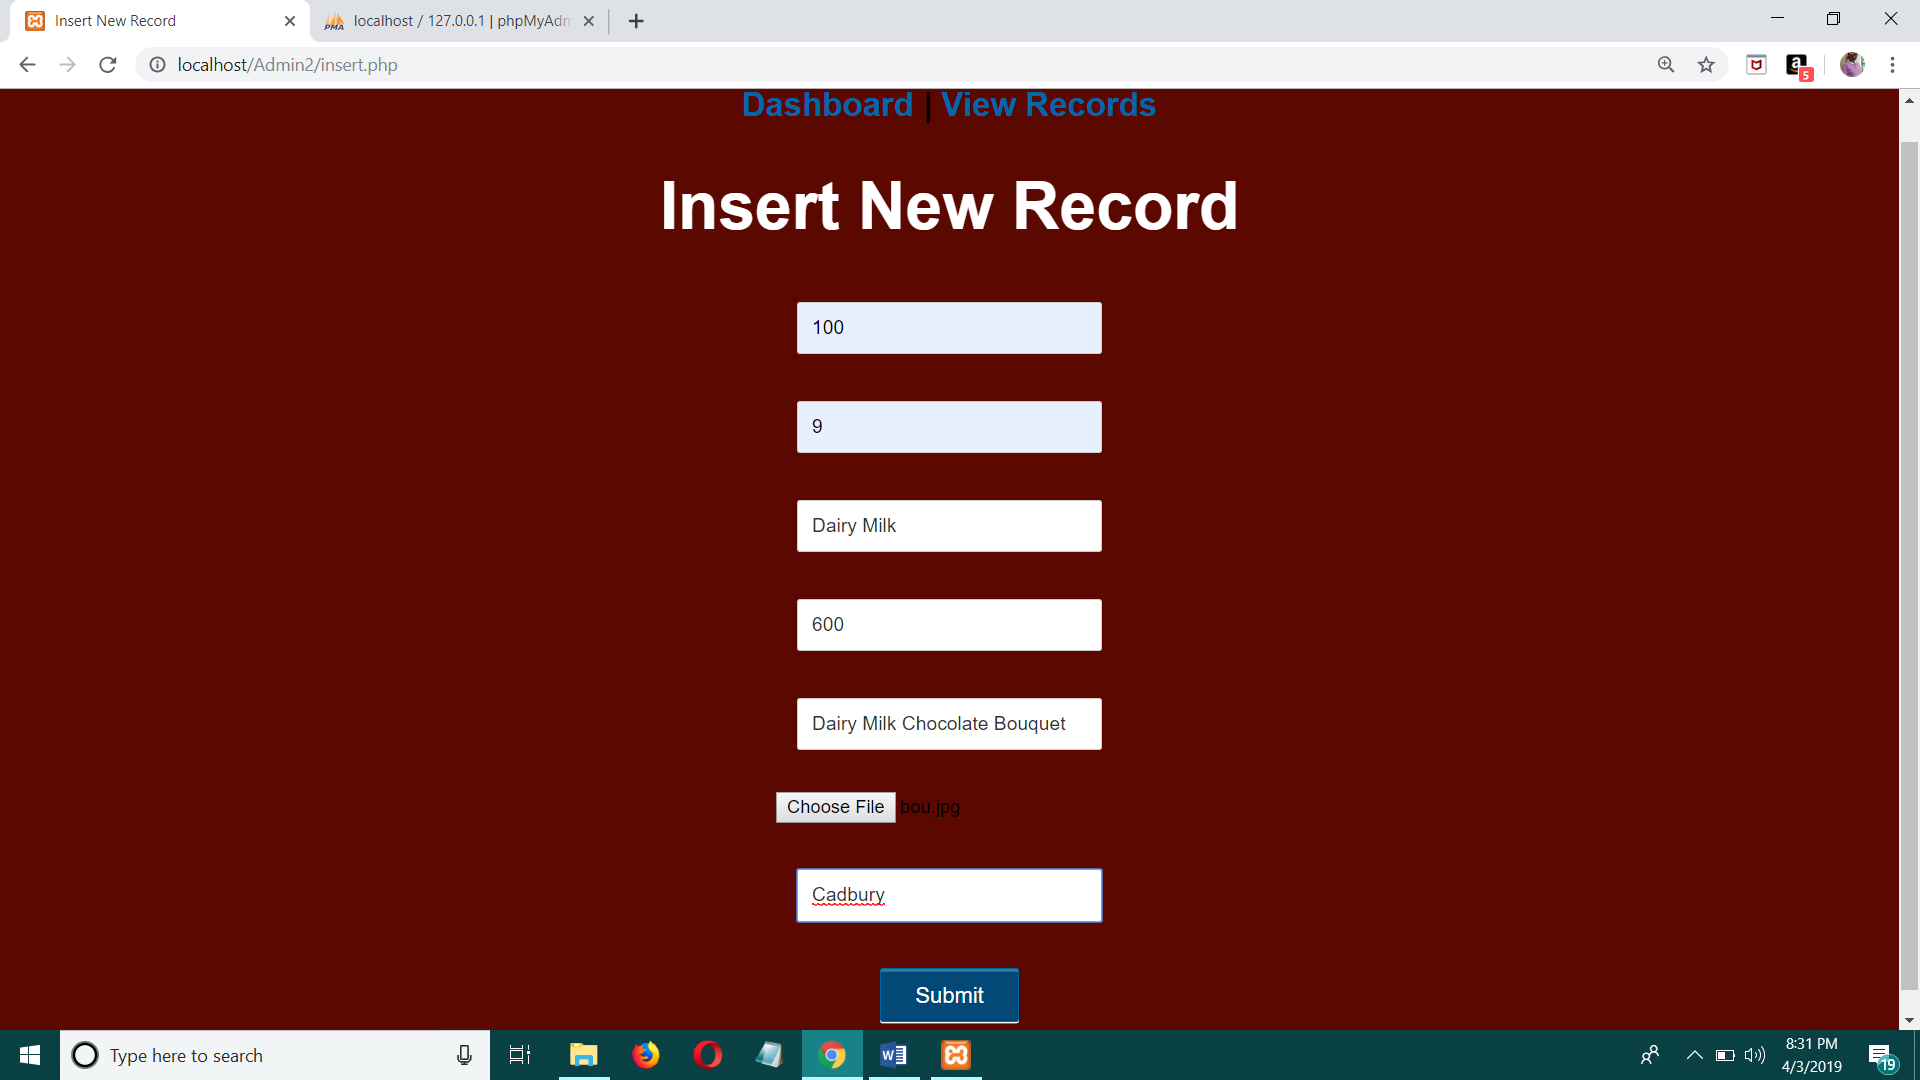 Insert New Record
localhost / 127.0.0.1 | phpMyAdm
localhost/Admin2/insert.php
5
Dashboard | View Records
Insert New Record
100
9
Dairy Milk
600
Dairy Milk Chocolate Bouquet
Choose File bou.jpg
Cadbury
Submit
Type here to search
8:31 PM
4/3/2019
19